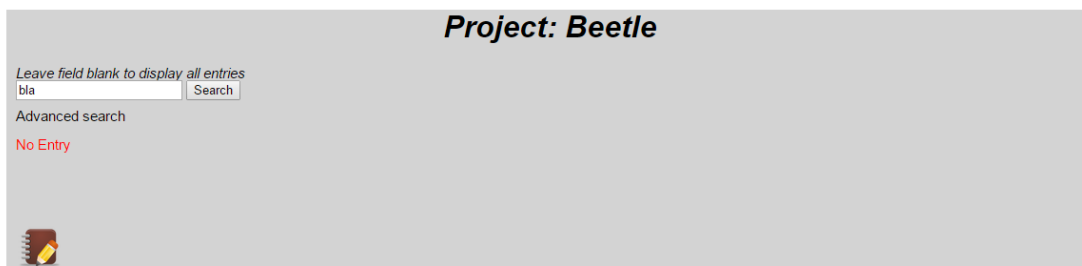 Project: Beetle
Leave field blank to display all entries
bla Search
Advanced search
No Entry